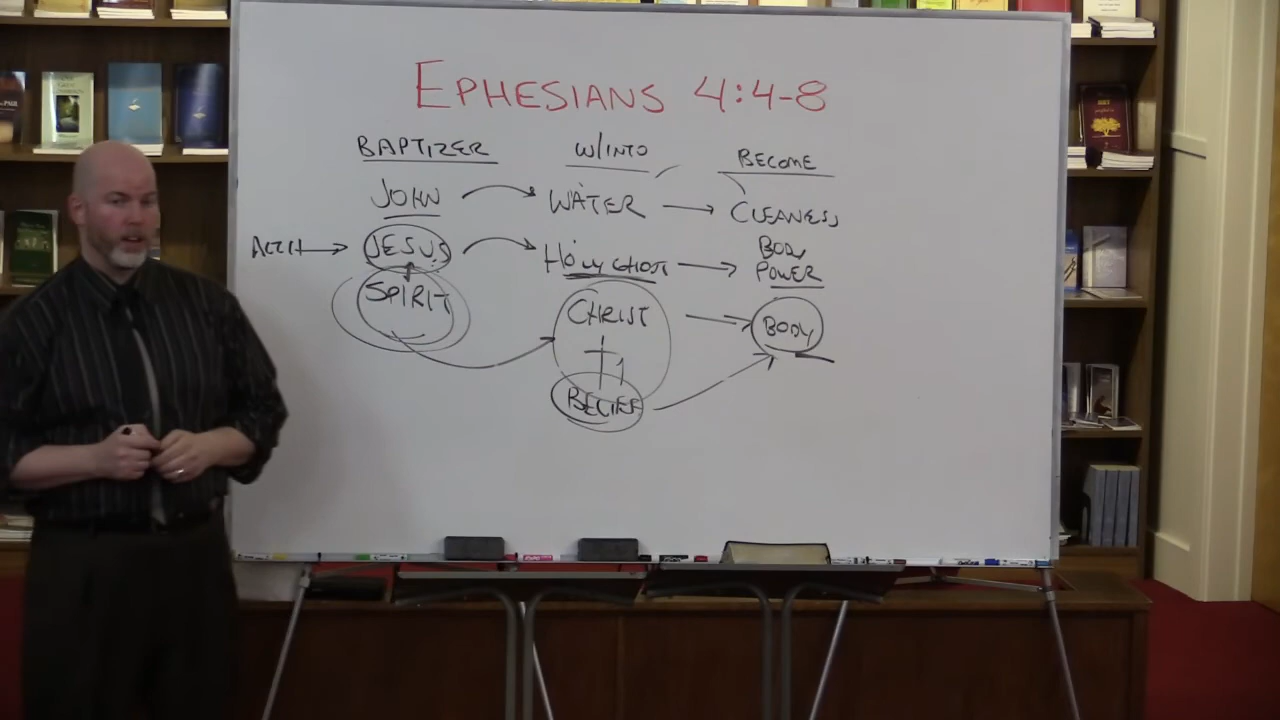 EPHESIANS 4:4-8
BAPTIZER W/INTO BECOME
JOHN WATER CLEANESS
JESUS HOLY GHOST BODY POWER
SPIRIT CHRIST BODY
BELIEF